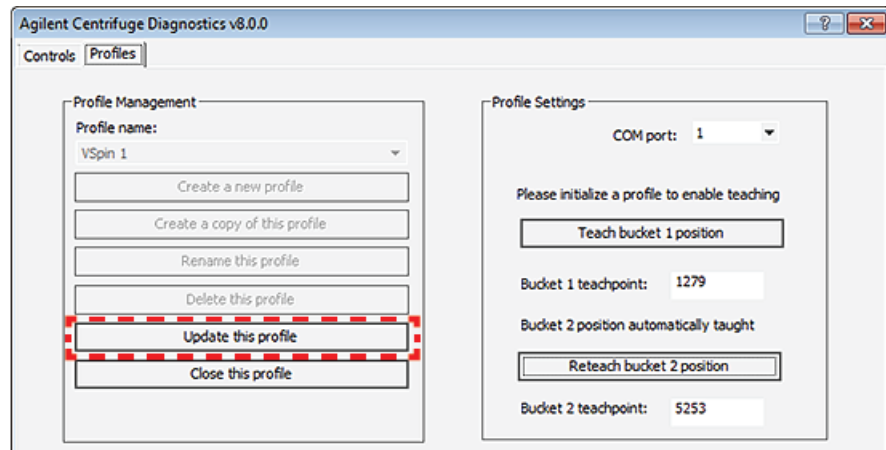 Agilent Centrifuge Diagnostics v8.0.0
Controls Profiles
Profile Management
Profile name:
VSpin 1
Create a new profile
Create a copy of this profile
Rename this profile
Delete this profile
Update this profile
Close this profile
Profile Settings
COM port: 1
Please initialize a profile to enable teaching
Teach bucket 1 position
Bucket 1 teachpoint: 1279
Bucket 2 position automatically taught
Reteach bucket 2 position
Bucket 2 teachpoint: 5253